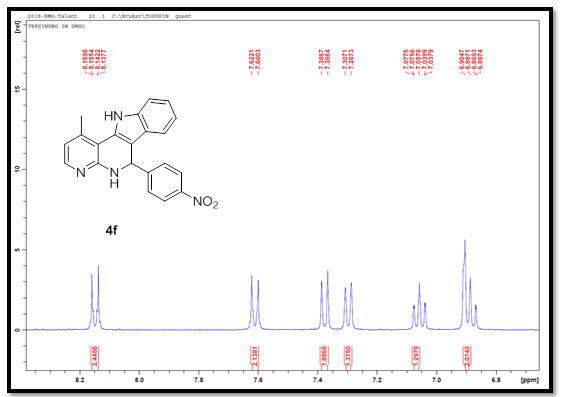 2018-RMG-Talent 20 1 C:\Bruker\TOPSPIN guest
TRFSINPNO IN DMSO
[rel]
8.1598
8.1554
8.1422
8.1377
7.6221
7.6003
7.3867
7.3664
7.3071
7.2873
7.0775
7.0756
7.0578
7.0399
7.0379
6.9047
6.8871
6.8693
6.8674
15
10
5
0
HN
N
N
H
NO2
4f
2.4486
2.1381
1.8868
1.3750
1.2979
2.0140
8.2 8.0 7.8 7.6 7.4 7.2 7.0 6.8 [ppm]